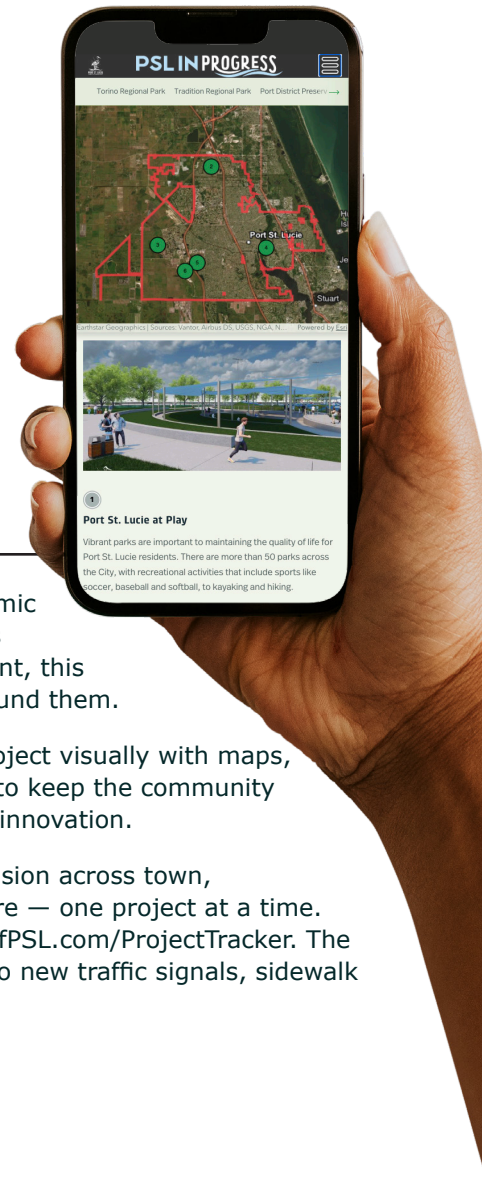 PSL IN PROGRESS
Torino Regional Park Tradition Regional Park Port District Preserv →
2
Port St. Lucie
3
4
5
6
Stuart
Earthstar Geographics | Sources: Vantor, Airbus DS, USGS, NGA, N... Powered by Esri
1
Port St. Lucie at Play
Vibrant parks are important to maintaining the quality of life for
Port St. Lucie residents. There are more than 50 parks across
the City, with recreational activities that include sports like
soccer, baseball and softball, to kayaking and hiking.
mic
nt, this
und them.
oject visually with maps,
to keep the community
innovation.
sion across town,
re — one project at a time.
fPSL.com/ProjectTracker. The
o new traffic signals, sidewalk